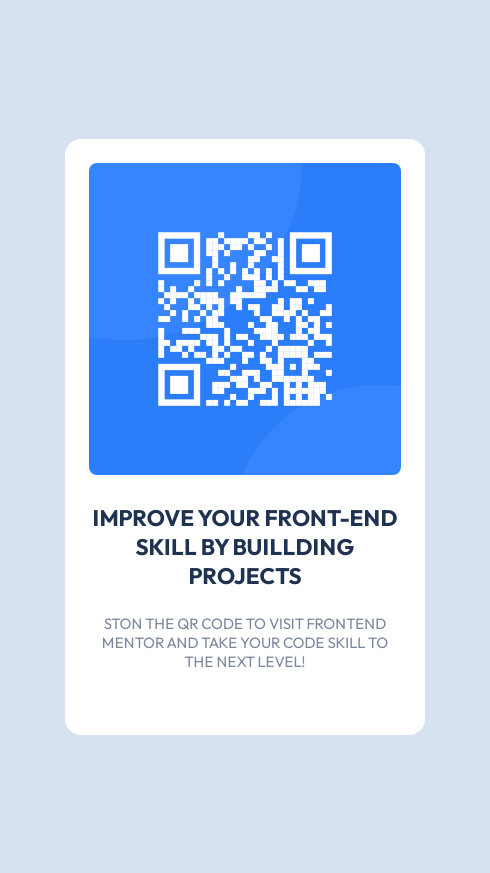 IMPROVE YOUR FRONT-END
SKILL BY BUILLDING
PROJECTS
STON THE QR CODE TO VISIT FRONTEND
MENTOR AND TAKE YOUR CODE SKILL TO
THE NEXT LEVEL!